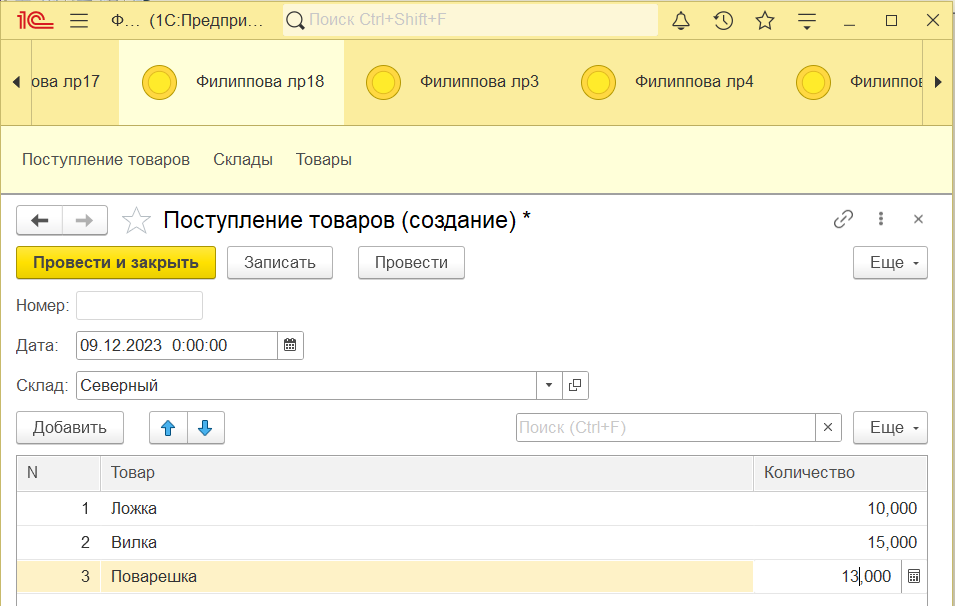 1С Ф... (1С:Предпри... Поиск Ctrl+Shift+F
ова лр17 Филиппова лр18 Филиппова лр3 Филиппова лр4 Филиппов
Поступление товаров Склады Товары
Поступление товаров (создание) *
Провести и закрыть Записать Провести Еще
Номер:
Дата: 09.12.2023 0:00:00
Склад: Северный
Добавить Поиск (Ctrl+F) Еще
N Товар Количество
1 Ложка 10,000
2 Вилка 15,000
3 Поварешка 13,000